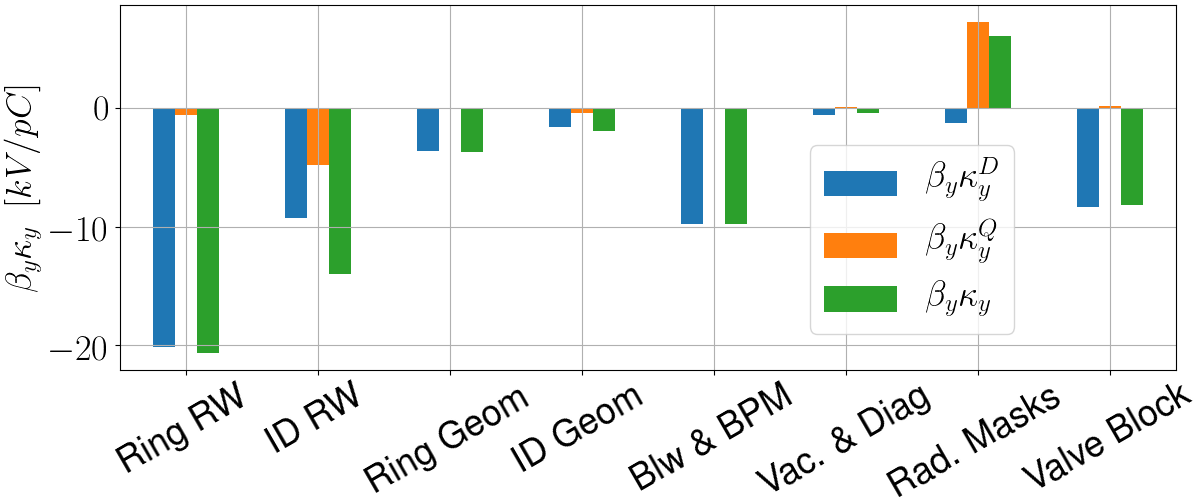 β_yκ_y [kV/pC]
0
−10
−20
β_yκ_y^D
β_yκ_y^Q
β_yκ_y
Ring RW
ID RW
Ring Geom
ID Geom
Blw & BPM
Vac. & Diag
Rad. Masks
Valve Block